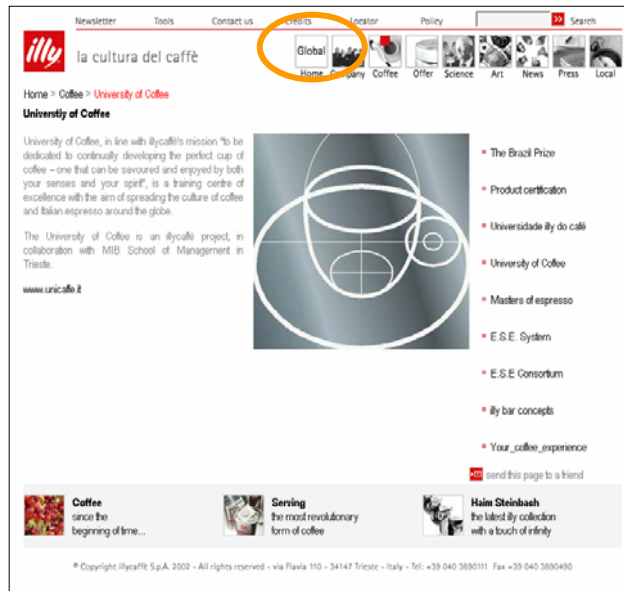 Newsletter Tools Contact us Credits Locator Policy Search
illy la cultura del caffè
Global
Home Company Coffee Offer Science Art News Press Local
Home > Coffee > University of Coffee
Universtiy of Coffee
University of Coffee, in line with illycaffè's mission "to be
dedicated to continually developing the perfect cup of
coffee – one that can be savoured and enjoyed by both
your senses and your spirit", is a training centre of
excellence with the aim of spreading the culture of coffee
and Italian espresso around the globe.
The University of Coffee is an illycaffè project, in
collaboration with MIB School of Management in
Trieste.
www.unicaffe.it
The Brazil Prize
Product certification
Universidade illy do café
University of Coffee
Masters of espresso
E.S.E. System
E.S.E Consortium
illy bar concepts
Your_coffee_experience
send this page to a friend
Coffee
since the
beginning of time...
Serving
the most revolutionary
form of coffee
Haim Steinbach
the latest illy collection
with a touch of infinity
© Copyright illycaffè S.p.A. 2002 - All rights reserved - via Flavia 110 - 34147 Trieste - Italy - Tel: +39 040 3890111 Fax +39 040 3890490